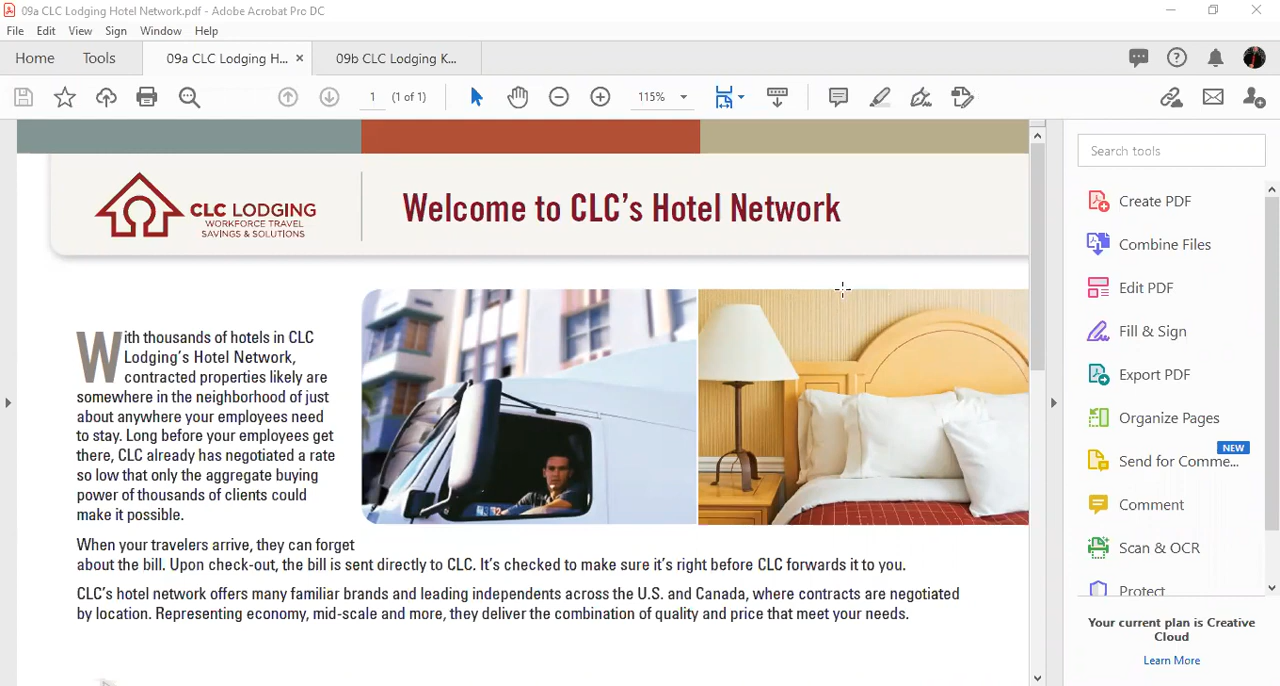 09a CLC Lodging Hotel Network.pdf - Adobe Acrobat Pro DC
File Edit View Sign Window Help
Home Tools 09a CLC Lodging H... × 09b CLC Lodging K...
1 (1 of 1) 115%
CLC LODGING
WORKFORCE TRAVEL
SAVINGS & SOLUTIONS
Welcome to CLC's Hotel Network
With thousands of hotels in CLC
Lodging's Hotel Network,
contracted properties likely are
somewhere in the neighborhood of just
about anywhere your employees need
to stay. Long before your employees get
there, CLC already has negotiated a rate
so low that only the aggregate buying
power of thousands of clients could
make it possible.
When your travelers arrive, they can forget
about the bill. Upon check-out, the bill is sent directly to CLC. It's checked to make sure it's right before CLC forwards it to you.
CLC's hotel network offers many familiar brands and leading independents across the U.S. and Canada, where contracts are negotiated
by location. Representing economy, mid-scale and more, they deliver the combination of quality and price that meet your needs.
Search tools
Create PDF
Combine Files
Edit PDF
Fill & Sign
Export PDF
Organize Pages
NEW
Send for Comme...
Comment
Scan & OCR
Protect
Your current plan is Creative
Cloud
Learn More